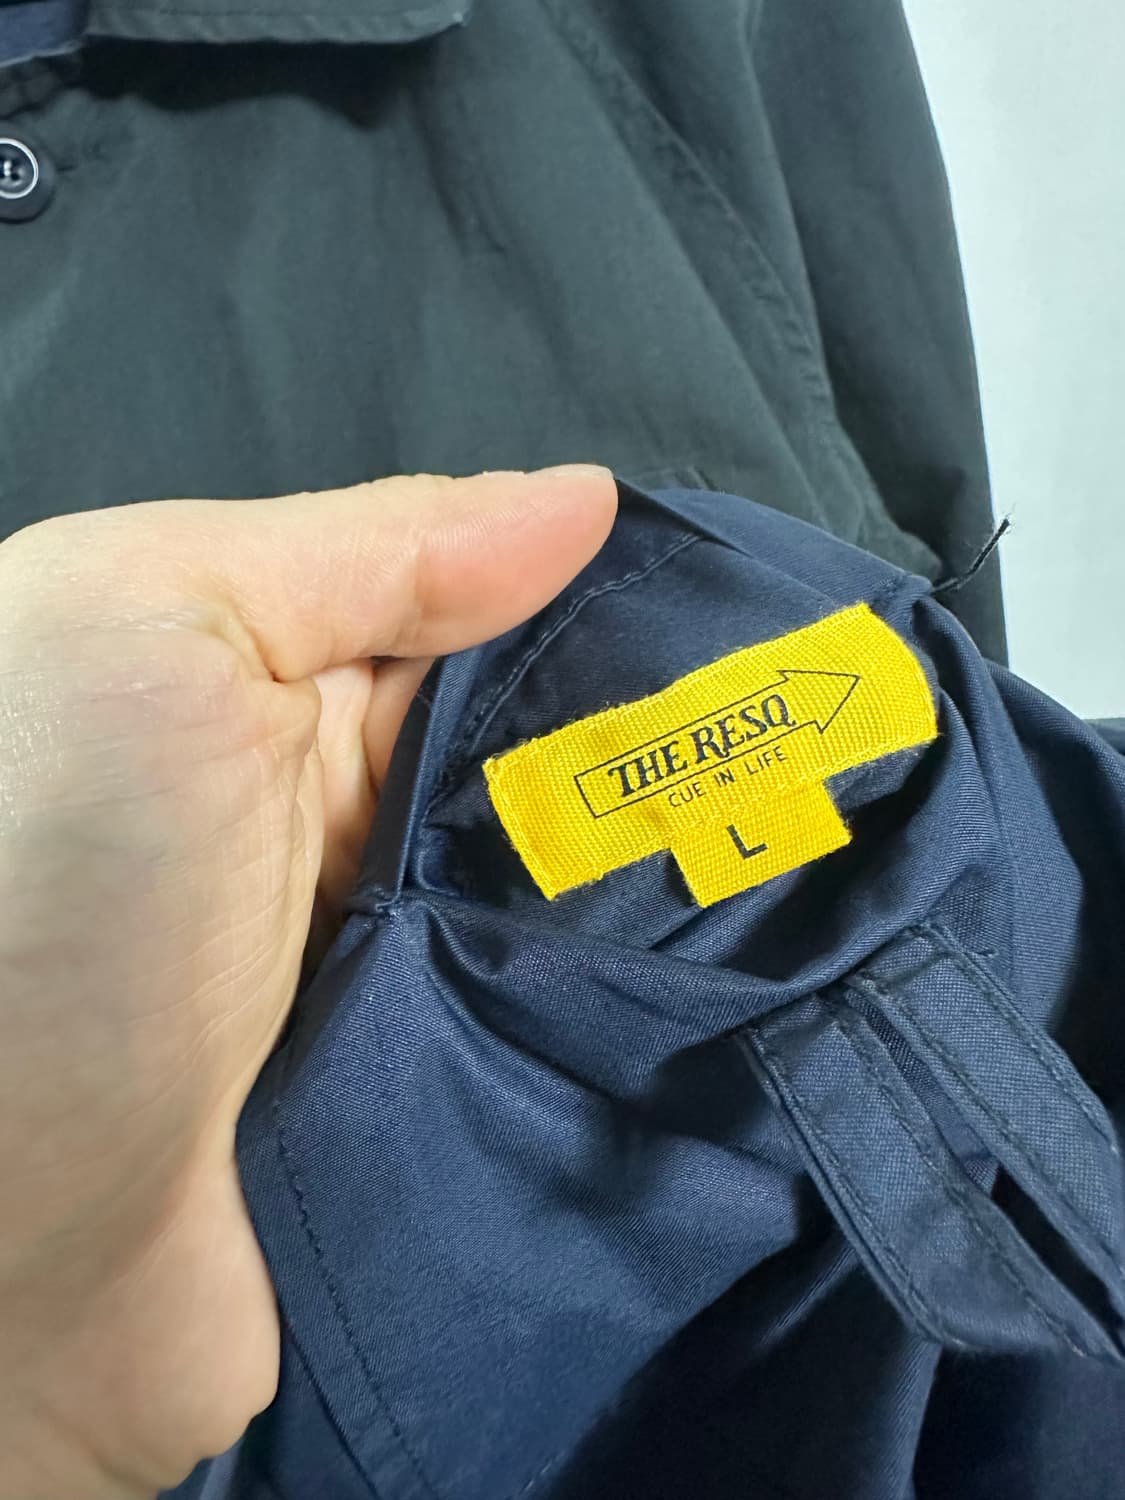 THE RESQ
CUE IN LIFE
L